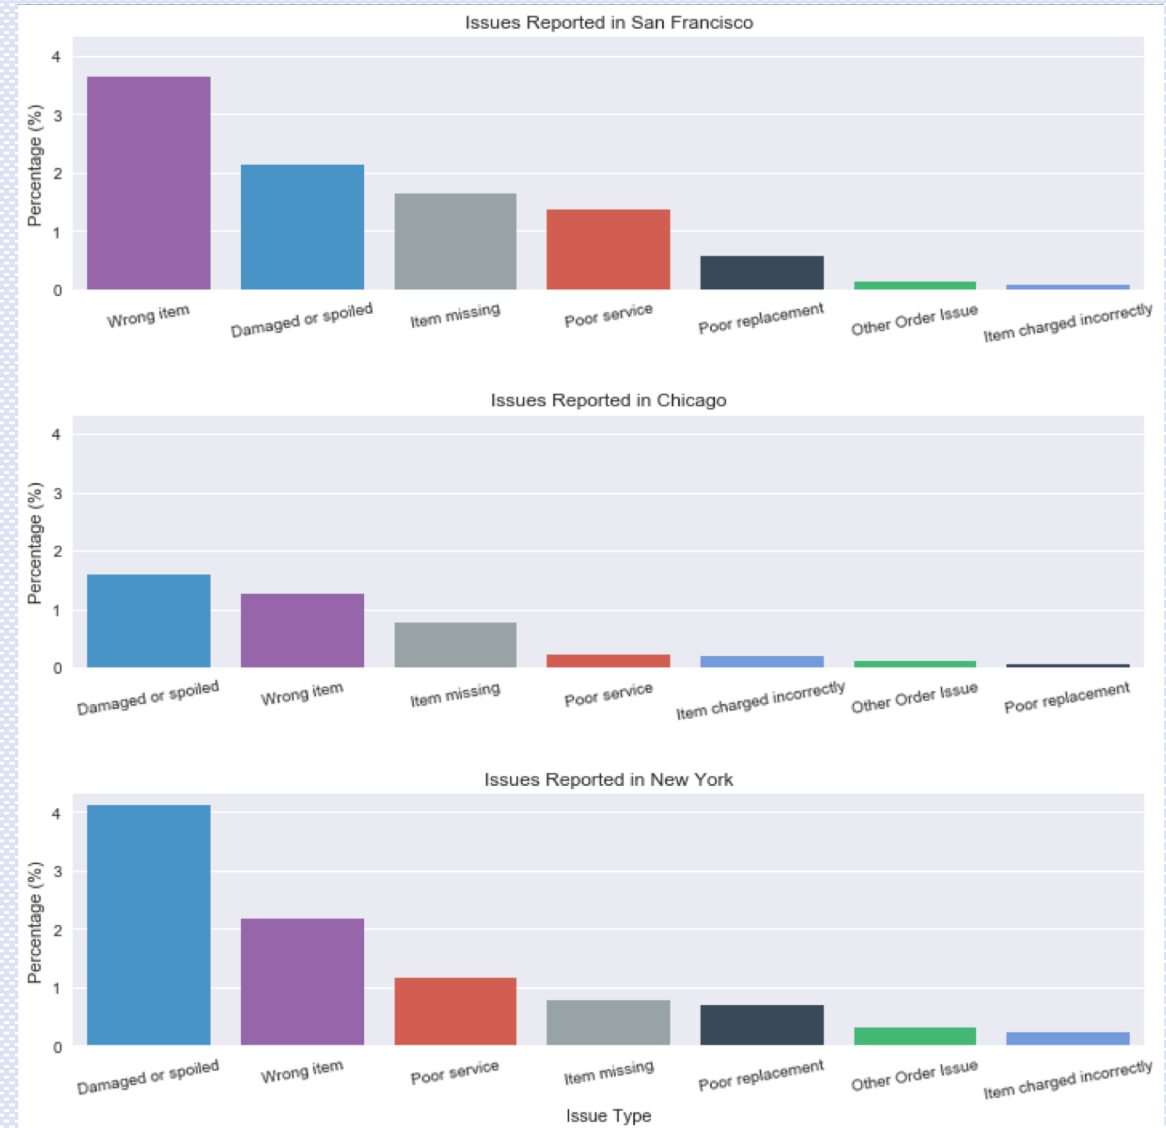 Issues Reported in San Francisco
Percentage (%)
4
3
2
1
0
Wrong item
Damaged or spoiled
Item missing
Poor service
Poor replacement
Other Order Issue
Item charged incorrectly
Issues Reported in Chicago
Percentage (%)
4
3
2
1
0
Damaged or spoiled
Wrong item
Item missing
Poor service
Item charged incorrectly
Other Order Issue
Poor replacement
Issues Reported in New York
Percentage (%)
4
3
2
1
0
Damaged or spoiled
Wrong item
Poor service
Item missing
Poor replacement
Other Order Issue
Item charged incorrectly
Issue Type